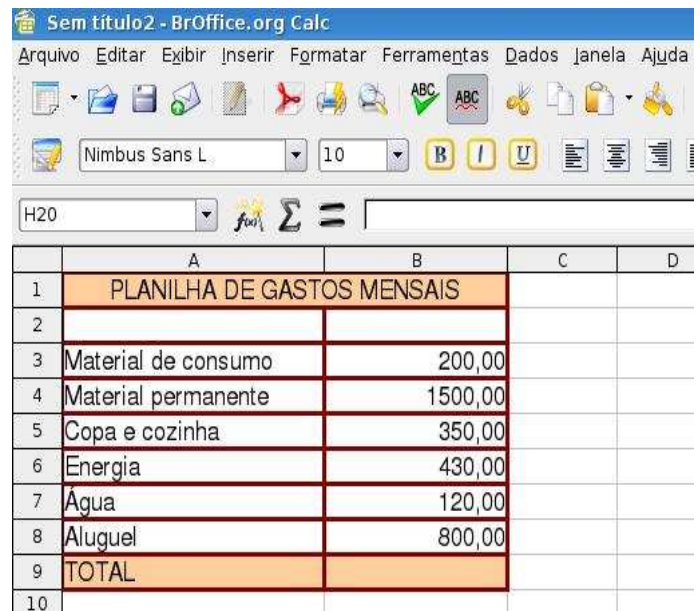 Sem título2 - BrOffice.org Calc
Arquivo Editar Exibir Inserir Formatar Ferramentas Dados Janela Ajuda
ABC ABC
Nimbus Sans L 10 B I U
H20 f(x) Σ =
A B C D
1 PLANILHA DE GASTOS MENSAIS
2
3 Material de consumo 200,00
4 Material permanente 1500,00
5 Copa e cozinha 350,00
6 Energia 430,00
7 Água 120,00
8 Aluguel 800,00
9 TOTAL
10